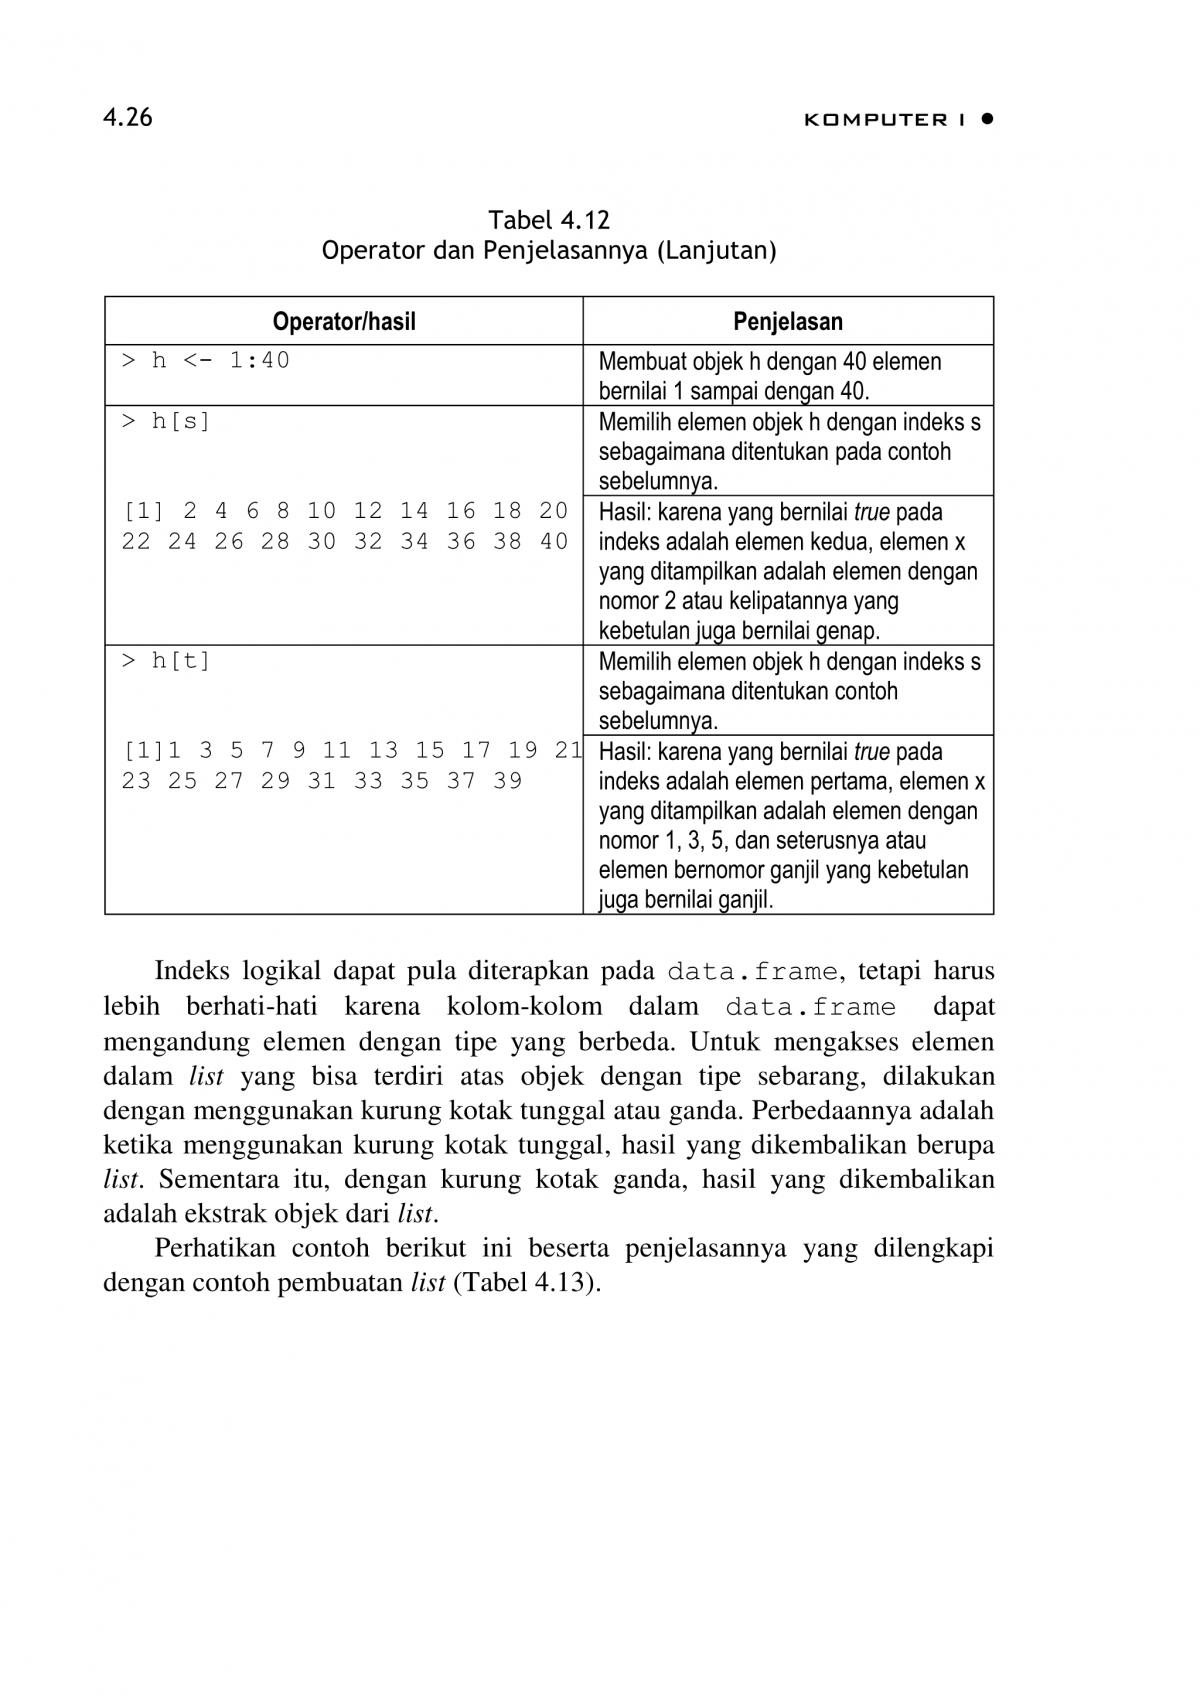 4.26 KOMPUTER I ●
Tabel 4.12
Operator dan Penjelasannya (Lanjutan)
Operator/hasil Penjelasan
> h <- 1:40 Membuat objek h dengan 40 elemen
bernilai 1 sampai dengan 40.
> h[s] Memilih elemen objek h dengan indeks s
sebagaimana ditentukan pada contoh
sebelumnya.
[1] 2 4 6 8 10 12 14 16 18 20 Hasil: karena yang bernilai true pada
22 24 26 28 30 32 34 36 38 40 indeks adalah elemen kedua, elemen x
yang ditampilkan adalah elemen dengan
nomor 2 atau kelipatannya yang
kebetulan juga bernilai genap.
> h[t] Memilih elemen objek h dengan indeks s
sebagaimana ditentukan contoh
sebelumnya.
[1]1 3 5 7 9 11 13 15 17 19 21 Hasil: karena yang bernilai true pada
23 25 27 29 31 33 35 37 39 indeks adalah elemen pertama, elemen x
yang ditampilkan adalah elemen dengan
nomor 1, 3, 5, dan seterusnya atau
elemen bernomor ganjil yang kebetulan
juga bernilai ganjil.
Indeks logikal dapat pula diterapkan pada data.frame, tetapi harus
lebih berhati-hati karena kolom-kolom dalam data.frame dapat
mengandung elemen dengan tipe yang berbeda. Untuk mengakses elemen
dalam list yang bisa terdiri atas objek dengan tipe sebarang, dilakukan
dengan menggunakan kurung kotak tunggal atau ganda. Perbedaannya adalah
ketika menggunakan kurung kotak tunggal, hasil yang dikembalikan berupa
list. Sementara itu, dengan kurung kotak ganda, hasil yang dikembalikan
adalah ekstrak objek dari list.
Perhatikan contoh berikut ini beserta penjelasannya yang dilengkapi
dengan contoh pembuatan list (Tabel 4.13).